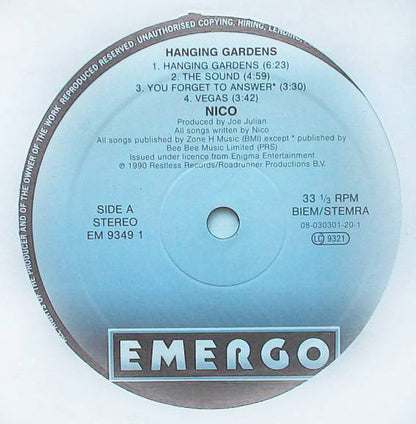 RESERVED. UNAUTHORISED COPYING, HIRING, LENDING,
THE PRODUCER AND OF THE OWNER OF THE WORK REPRODUCED
HANGING GARDENS
1. HANGING GARDENS (6:23)
2. THE SOUND (4:59)
3. YOU FORGET TO ANSWER* (3:30)
4. VEGAS (3:42)
NICO
Produced by Joe Julian
All songs written by Nico
All songs published by Zone H Music (BMI) except * published by
Bee Bee Music Limited (PRS)
Issued under licence from Enigma Entertainment
℗ 1990 Restless Records/Roadrunner Productions B.V.
SIDE A
STEREO
EM 9349 1
33 1/3 RPM
BIEM/STEMRA
08-030301-20-1
LC 9321
EMERGO